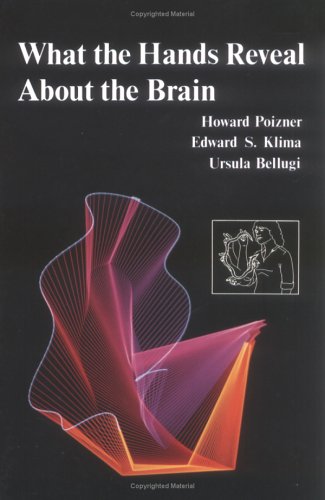 What the Hands Reveal
About the Brain
Howard Poizner
Edward S. Klima
Ursula Bellugi